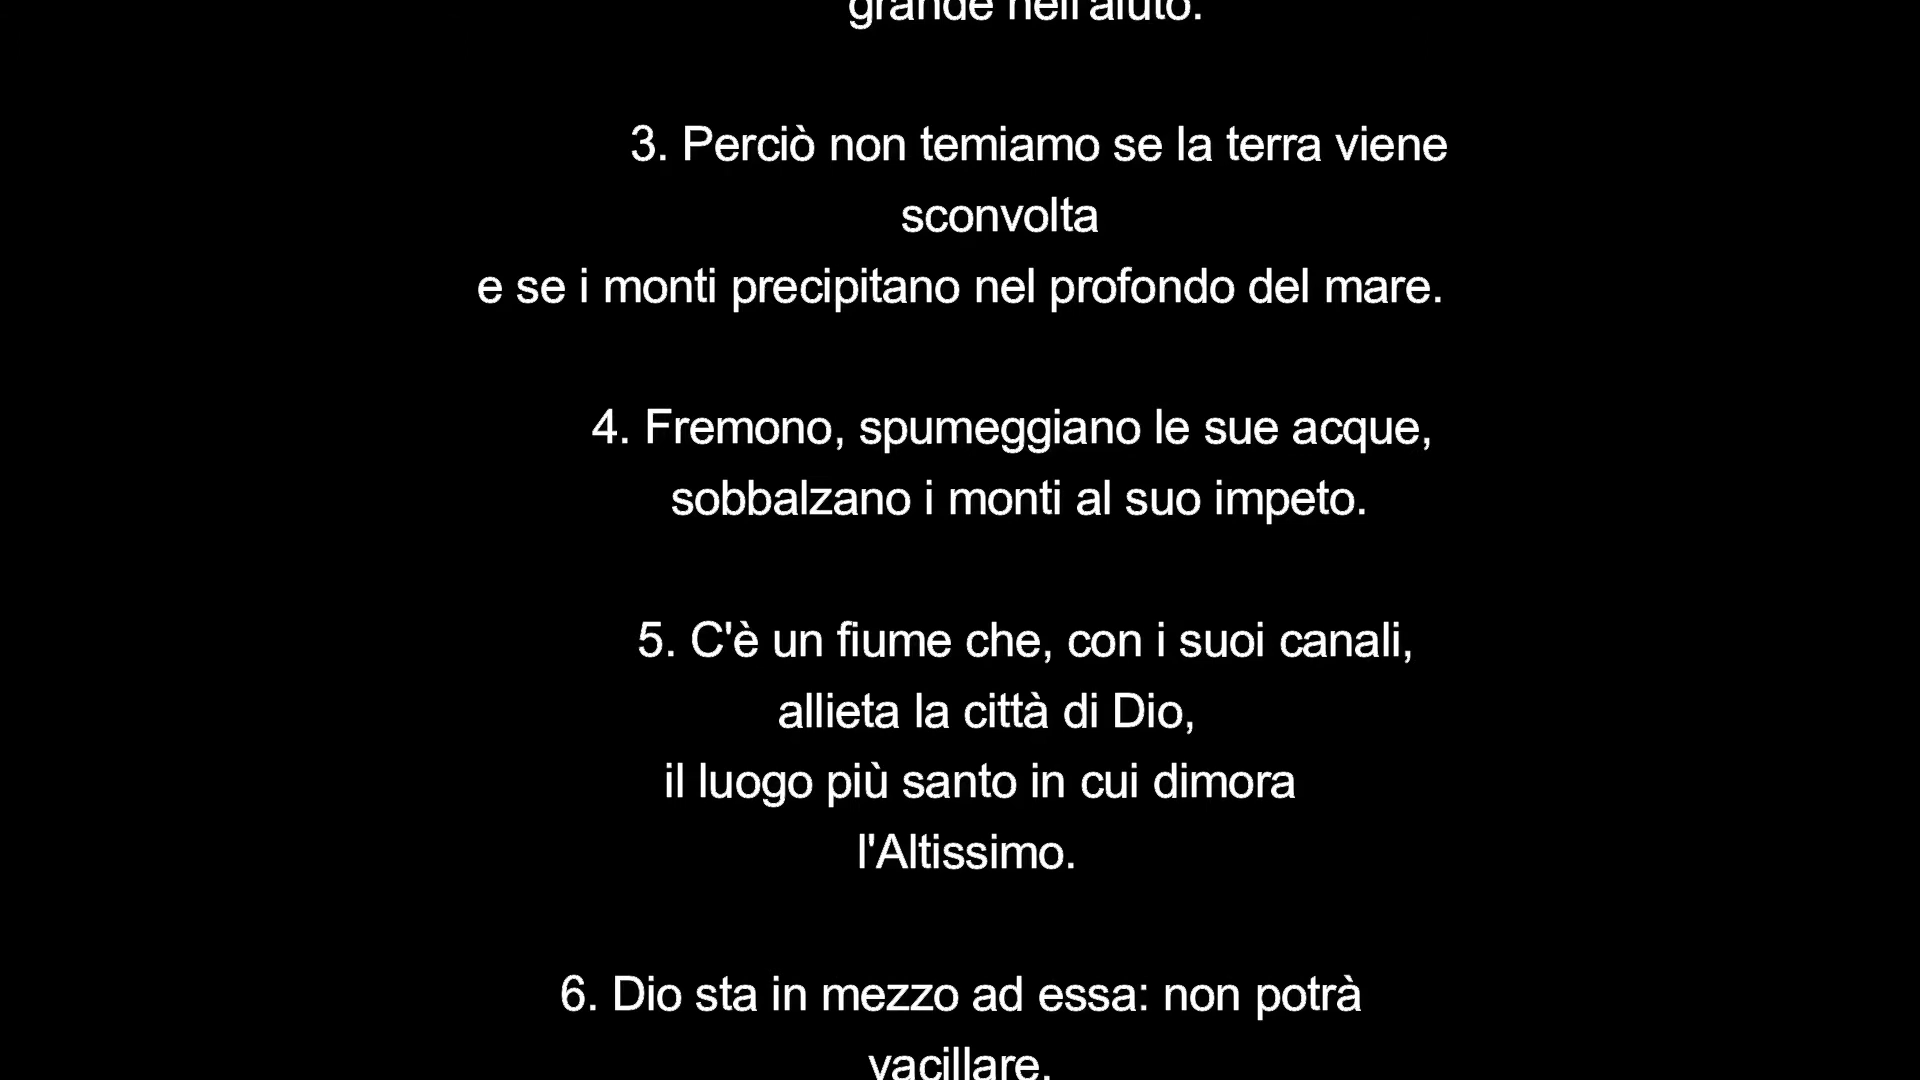 grande nell'aiuto.
3. Perciò non temiamo se la terra viene
sconvolta
e se i monti precipitano nel profondo del mare.
4. Fremono, spumeggiano le sue acque,
sobbalzano i monti al suo impeto.
5. C'è un fiume che, con i suoi canali,
allieta la città di Dio,
il luogo più santo in cui dimora
l'Altissimo.
6. Dio sta in mezzo ad essa: non potrà
vacillare.